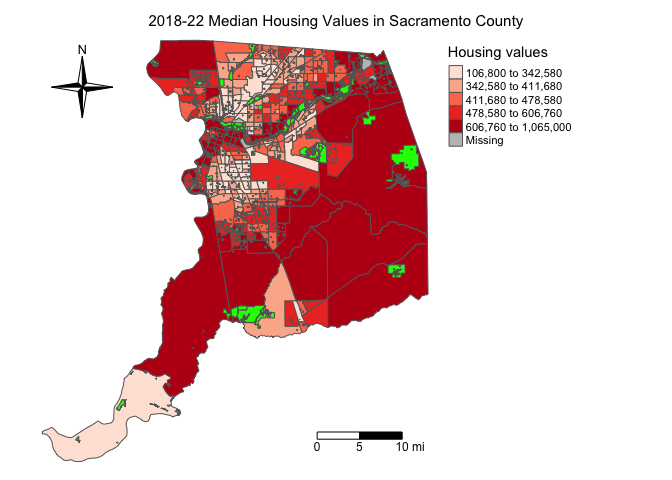 2018-22 Median Housing Values in Sacramento County
N
Housing values
106,800 to 342,580
342,580 to 411,680
411,680 to 478,580
478,580 to 606,760
606,760 to 1,065,000
Missing
0 5 10 mi